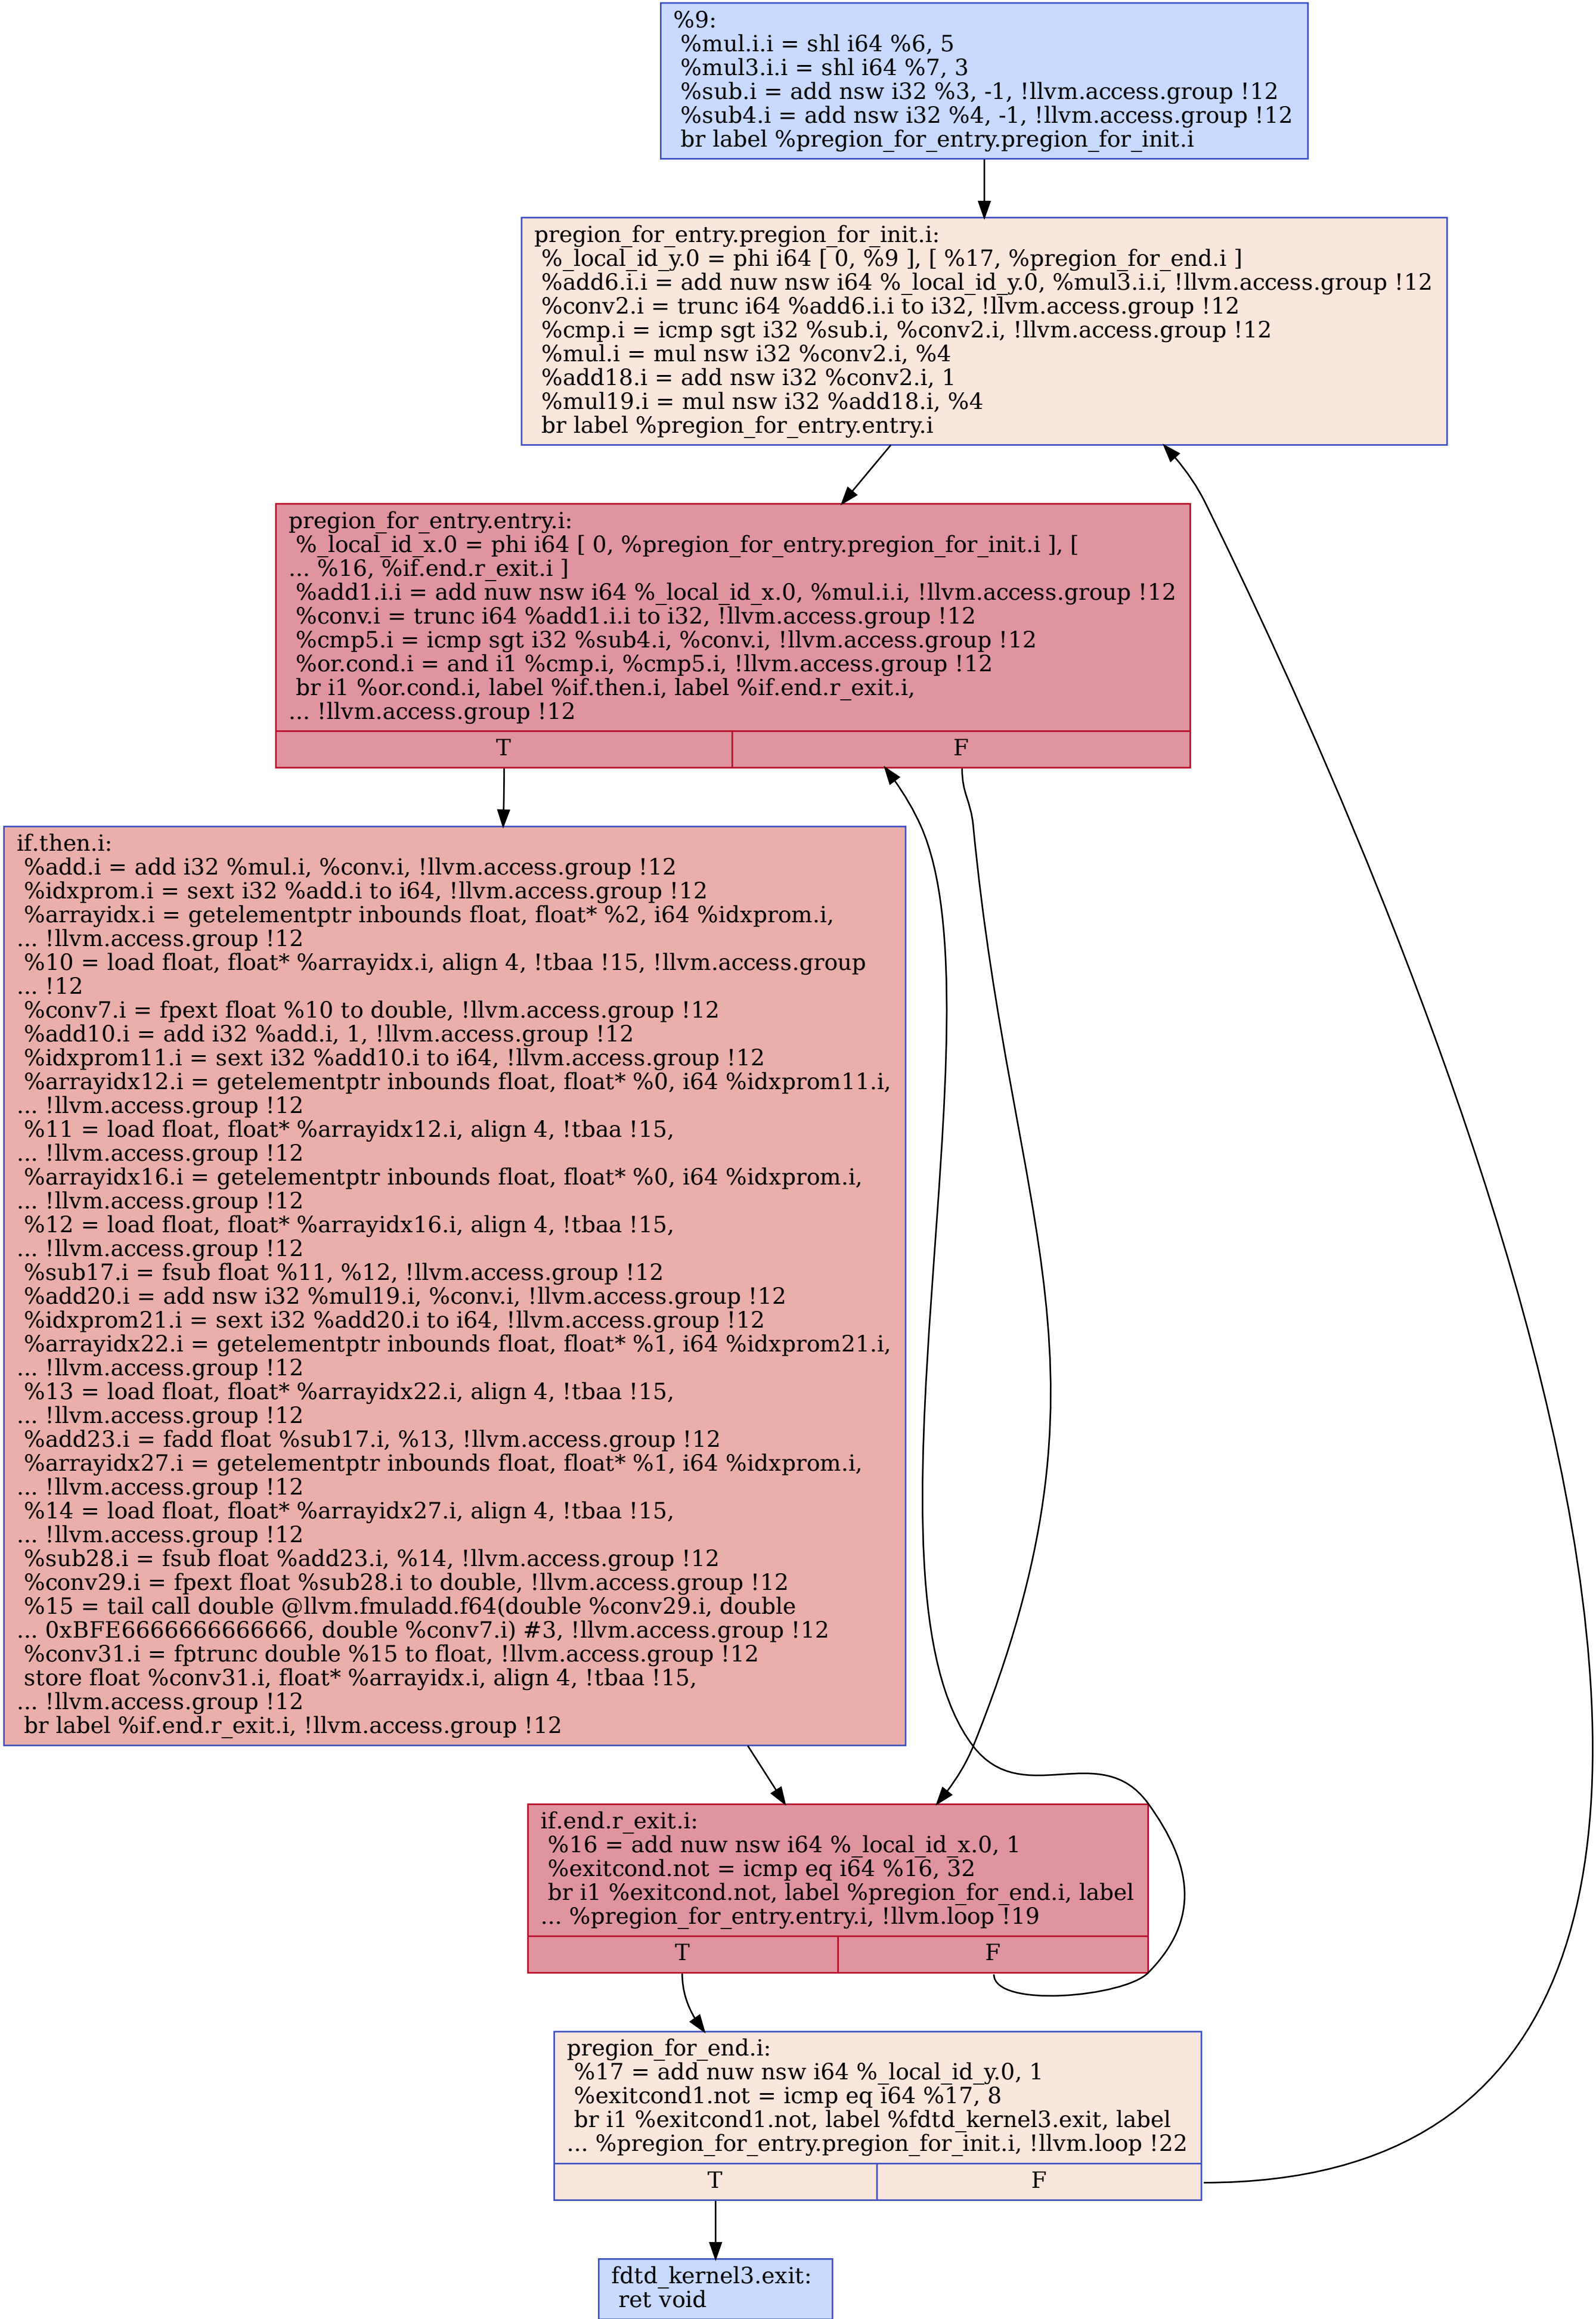 %9:
%mul.i.i = shl i64 %6, 5
%mul3.i.i = shl i64 %7, 3
%sub.i = add nsw i32 %3, -1, !llvm.access.group !12
%sub4.i = add nsw i32 %4, -1, !llvm.access.group !12
br label %pregion_for_entry.pregion_for_init.i
pregion_for_entry.pregion_for_init.i:
%_local_id_y.0 = phi i64 [ 0, %9 ], [ %17, %pregion_for_end.i ]
%add6.i.i = add nuw nsw i64 %_local_id_y.0, %mul3.i.i, !llvm.access.group !12
%conv2.i = trunc i64 %add6.i.i to i32, !llvm.access.group !12
%cmp.i = icmp sgt i32 %sub.i, %conv2.i, !llvm.access.group !12
%mul.i = mul nsw i32 %conv2.i, %4
%add18.i = add nsw i32 %conv2.i, 1
%mul19.i = mul nsw i32 %add18.i, %4
br label %pregion_for_entry.entry.i
pregion_for_entry.entry.i:
%_local_id_x.0 = phi i64 [ 0, %pregion_for_entry.pregion_for_init.i ], [
... %16, %if.end.r_exit.i ]
%add1.i.i = add nuw nsw i64 %_local_id_x.0, %mul.i.i, !llvm.access.group !12
%conv.i = trunc i64 %add1.i.i to i32, !llvm.access.group !12
%cmp5.i = icmp sgt i32 %sub4.i, %conv.i, !llvm.access.group !12
%or.cond.i = and i1 %cmp.i, %cmp5.i, !llvm.access.group !12
br i1 %or.cond.i, label %if.then.i, label %if.end.r_exit.i,
... !llvm.access.group !12
T F
if.then.i:
%add.i = add i32 %mul.i, %conv.i, !llvm.access.group !12
%idxprom.i = sext i32 %add.i to i64, !llvm.access.group !12
%arrayidx.i = getelementptr inbounds float, float* %2, i64 %idxprom.i,
... !llvm.access.group !12
%10 = load float, float* %arrayidx.i, align 4, !tbaa !15, !llvm.access.group
... !12
%conv7.i = fpext float %10 to double, !llvm.access.group !12
%add10.i = add i32 %add.i, 1, !llvm.access.group !12
%idxprom11.i = sext i32 %add10.i to i64, !llvm.access.group !12
%arrayidx12.i = getelementptr inbounds float, float* %0, i64 %idxprom11.i,
... !llvm.access.group !12
%11 = load float, float* %arrayidx12.i, align 4, !tbaa !15,
... !llvm.access.group !12
%arrayidx16.i = getelementptr inbounds float, float* %0, i64 %idxprom.i,
... !llvm.access.group !12
%12 = load float, float* %arrayidx16.i, align 4, !tbaa !15,
... !llvm.access.group !12
%sub17.i = fsub float %11, %12, !llvm.access.group !12
%add20.i = add nsw i32 %mul19.i, %conv.i, !llvm.access.group !12
%idxprom21.i = sext i32 %add20.i to i64, !llvm.access.group !12
%arrayidx22.i = getelementptr inbounds float, float* %1, i64 %idxprom21.i,
... !llvm.access.group !12
%13 = load float, float* %arrayidx22.i, align 4, !tbaa !15,
... !llvm.access.group !12
%add23.i = fadd float %sub17.i, %13, !llvm.access.group !12
%arrayidx27.i = getelementptr inbounds float, float* %1, i64 %idxprom.i,
... !llvm.access.group !12
%14 = load float, float* %arrayidx27.i, align 4, !tbaa !15,
... !llvm.access.group !12
%sub28.i = fsub float %add23.i, %14, !llvm.access.group !12
%conv29.i = fpext float %sub28.i to double, !llvm.access.group !12
%15 = tail call double @llvm.fmuladd.f64(double %conv29.i, double
... 0xBFE6666666666666, double %conv7.i) #3, !llvm.access.group !12
%conv31.i = fptrunc double %15 to float, !llvm.access.group !12
store float %conv31.i, float* %arrayidx.i, align 4, !tbaa !15,
... !llvm.access.group !12
br label %if.end.r_exit.i, !llvm.access.group !12
if.end.r_exit.i:
%16 = add nuw nsw i64 %_local_id_x.0, 1
%exitcond.not = icmp eq i64 %16, 32
br i1 %exitcond.not, label %pregion_for_end.i, label
... %pregion_for_entry.entry.i, !llvm.loop !19
T F
pregion_for_end.i:
%17 = add nuw nsw i64 %_local_id_y.0, 1
%exitcond1.not = icmp eq i64 %17, 8
br i1 %exitcond1.not, label %fdtd_kernel3.exit, label
... %pregion_for_entry.pregion_for_init.i, !llvm.loop !22
T F
fdtd_kernel3.exit:
ret void